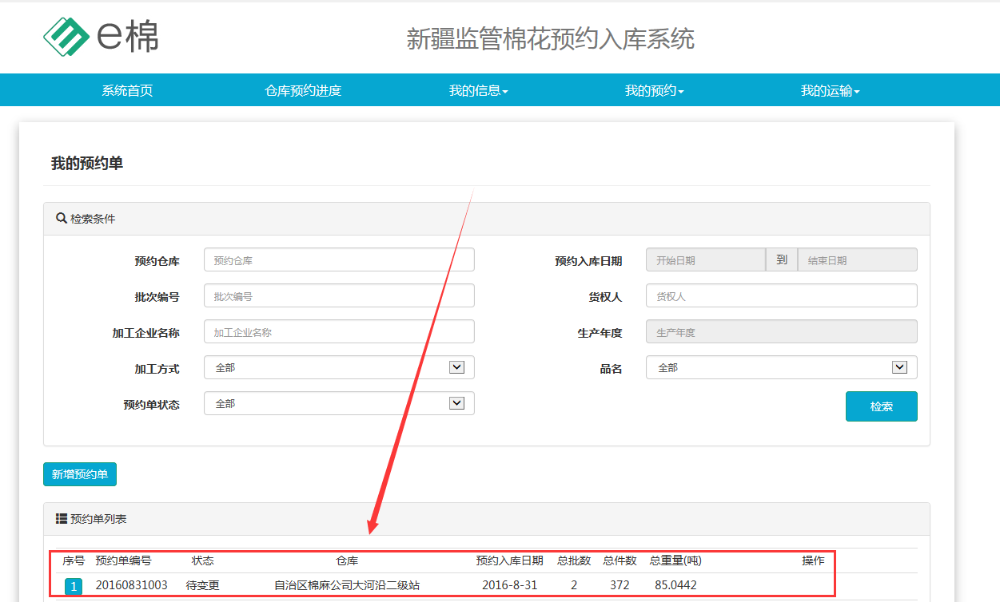 e棉
新疆监管棉花预约入库系统
系统首页 仓库预约进度 我的信息 我的预约 我的运输
我的预约单
检索条件
预约仓库 预约仓库 预约入库日期 开始日期 到 结束日期
批次编号 批次编号 货权人 货权人
加工企业名称 加工企业名称 生产年度 生产年度
加工方式 全部 品名 全部
预约单状态 全部
检索
新增预约单
预约单列表
序号 预约单编号 状态 仓库 预约入库日期 总批数 总件数 总重量(吨) 操作
1 20160831003 待变更 自治区棉麻公司大河沿二级站 2016-8-31 2 372 85.0442